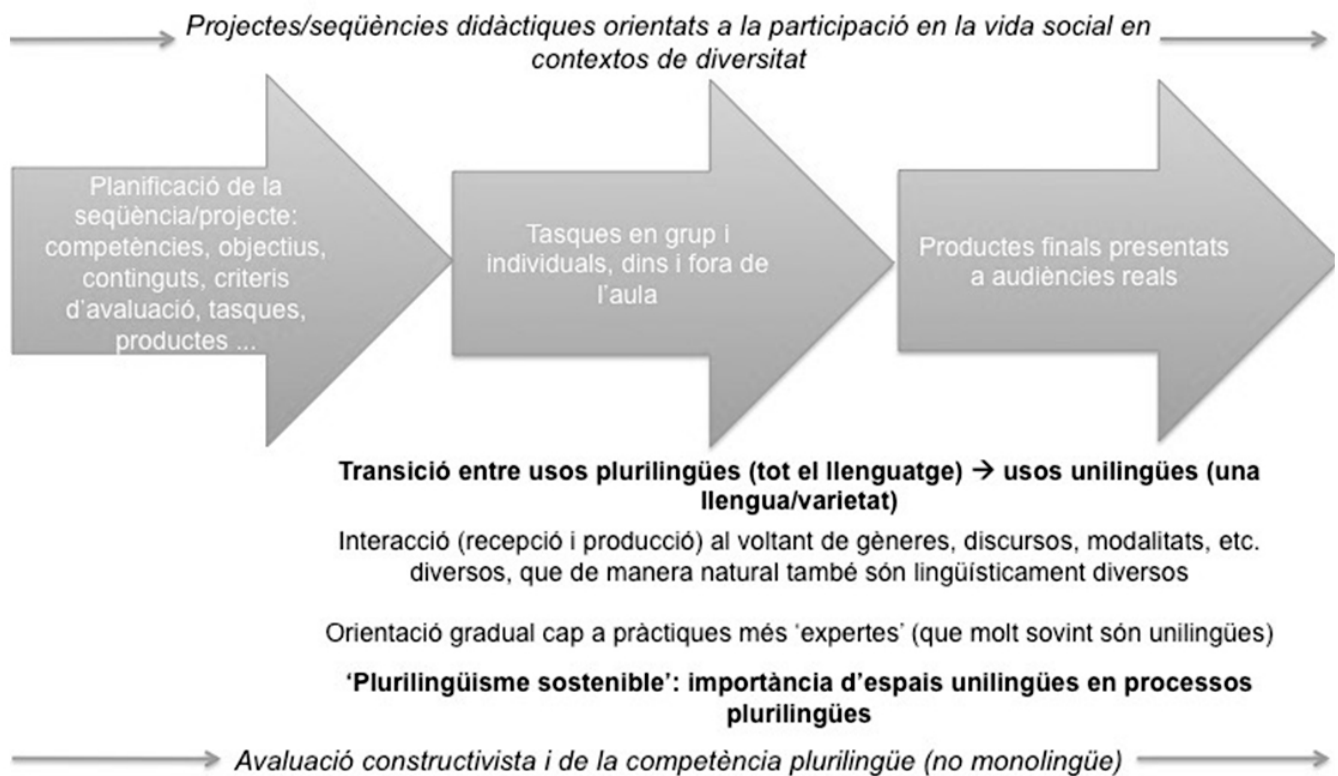 Projectes/seqüències didàctiques orientats a la participació en la vida social en
contextos de diversitat
Planificació de la
seqüència/projecte:
competències, objectius,
continguts, criteris
d'avaluació, tasques,
productes ...
Tasques en grup i
individuals, dins i fora de
l'aula
Productes finals presentats
a audiències reals
Transició entre usos plurilingües (tot el llenguatge) → usos unilingües (una
llengua/varietat)
Interacció (recepció i producció) al voltant de gèneres, discursos, modalitats, etc.
diversos, que de manera natural també són lingüísticament diversos
Orientació gradual cap a pràctiques més ‘expertes’ (que molt sovint són unilingües)
‘Plurilingüisme sostenible’: importància d’espais unilingües en processos
plurilingües
Avaluació constructivista i de la competència plurilingüe (no monolingüe)